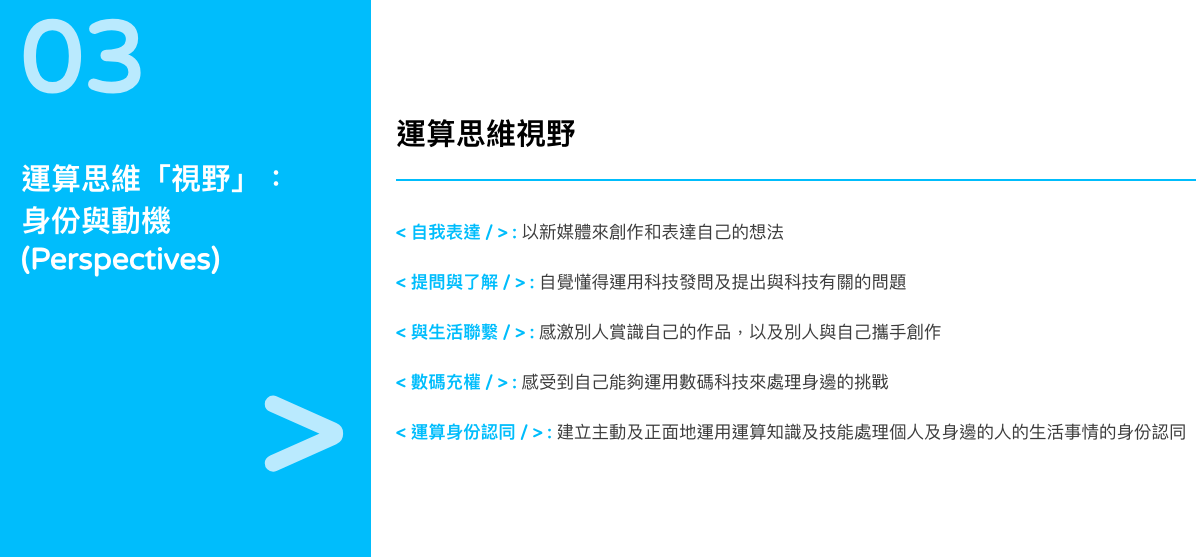 03
運算思維「視野」：
身份與動機
(Perspectives)
>
運算思維視野
< 自我表達 / > : 以新媒體來創作和表達自己的想法
< 提問與了解 / > : 自覺懂得運用科技發問及提出與科技有關的問題
< 與生活聯繫 / > : 感激別人賞識自己的作品，以及別人與自己攜手創作
< 數碼充權 / > : 感受到自己能夠運用數碼科技來處理身邊的挑戰
< 運算身份認同 / > : 建立主動及正面地運用運算知識及技能處理個人及身邊的人的生活事情的身份認同